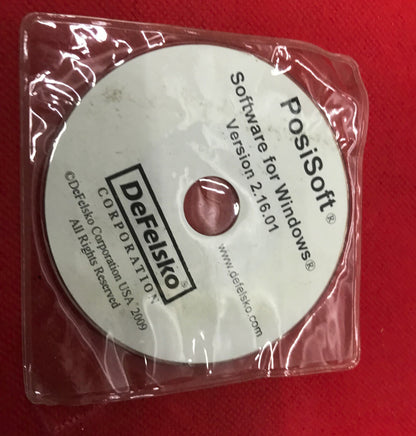 PosiSoft®
Software for Windows®
Version 2.16.01
www.defelsko.com
DeFelsko®
CORPORATION
©DeFelsko Corporation USA 2009
All Rights Reserved